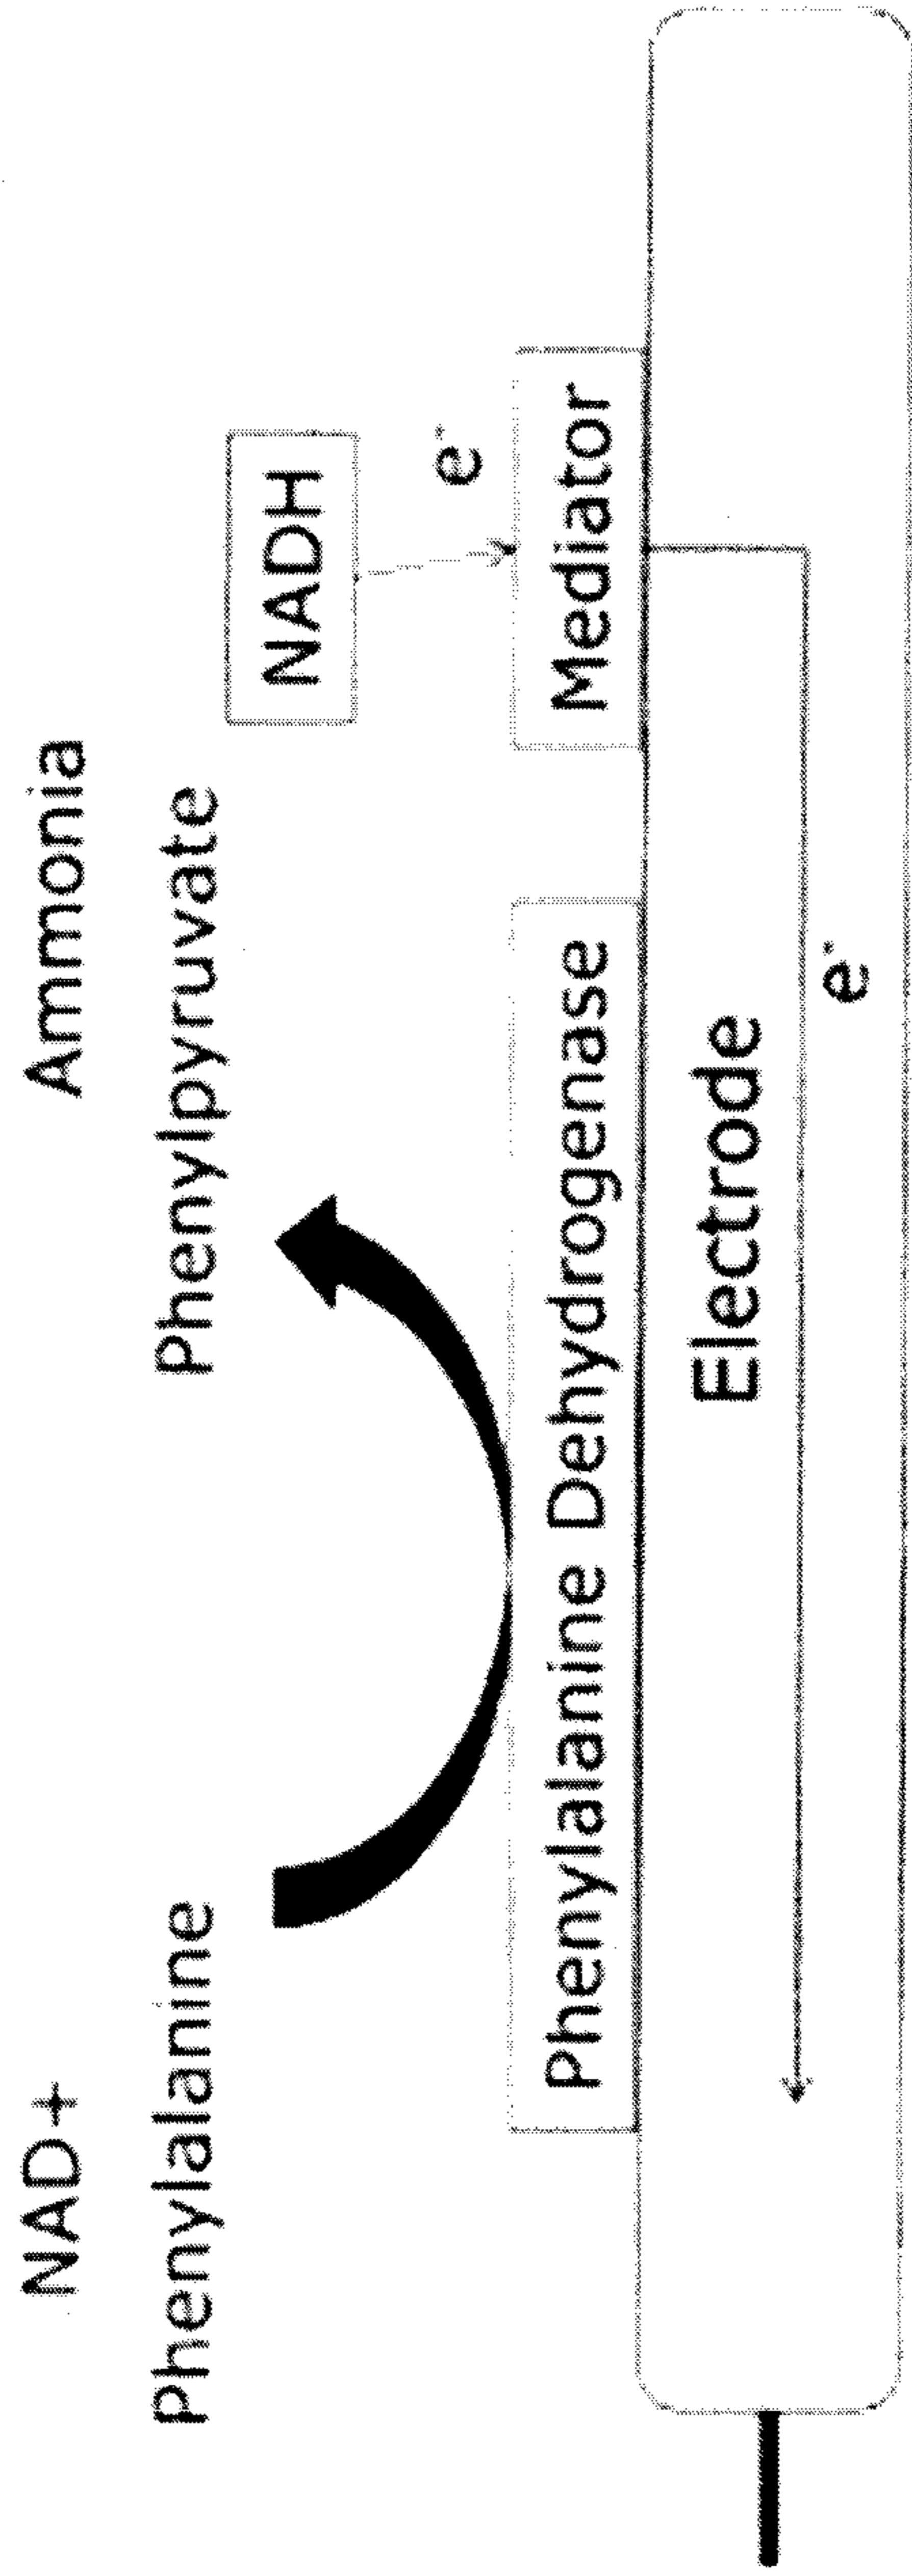 NAD+
Ammonia
Phenylalanine
Phenylpyruvate
NADH
e-
Phenylalanine Dehydrogenase
Mediator
Electrode
e-